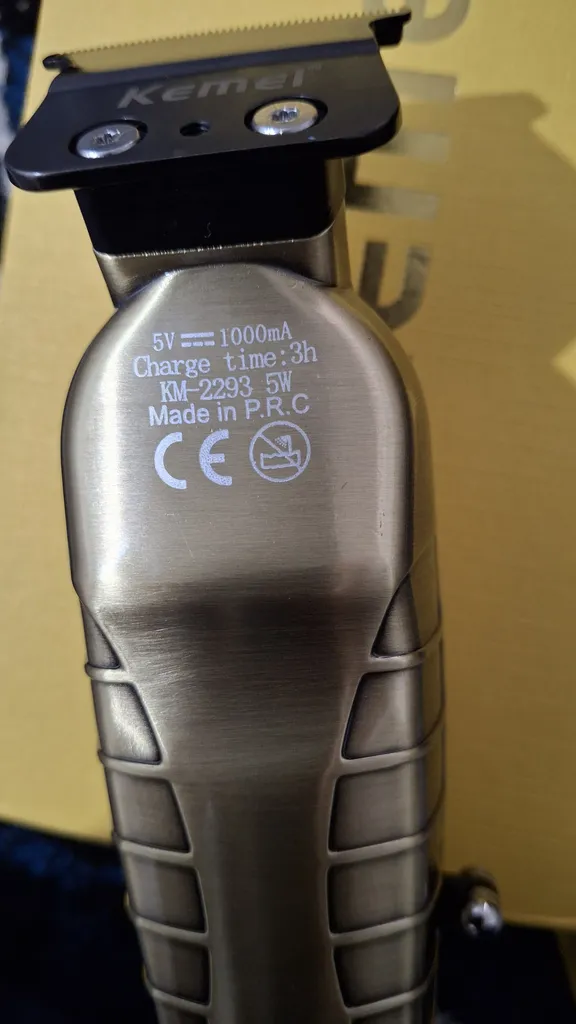 Kemei
5V ⎓ 1000mA
Charge time:3h
KM-2293 5W
Made in P.R.C
CE